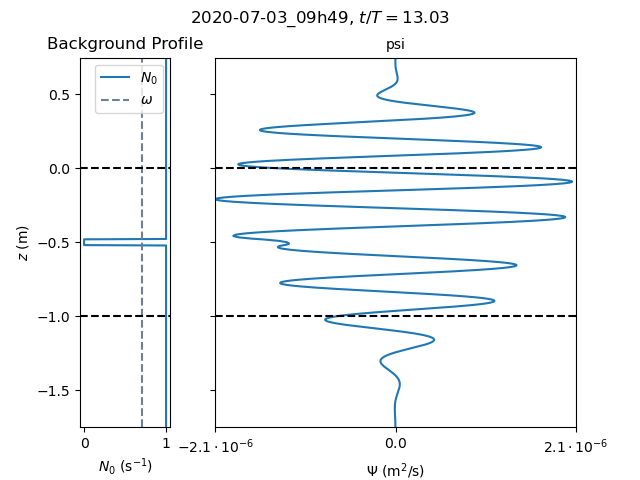 2020-07-03_09h49, t/T = 13.03
Background Profile
psi
N₀
ω
0.5
0.0
−0.5
−1.0
−1.5
z (m)
0
1
N₀ (s⁻¹)
−2.1 · 10⁻⁶
0.0
2.1 · 10⁻⁶
Ψ (m²/s)